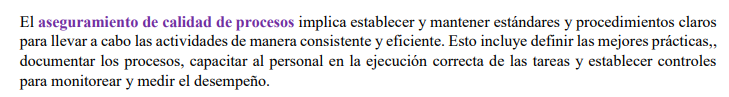 El aseguramiento de calidad de procesos implica establecer y mantener estándares y procedimientos claros
para llevar a cabo las actividades de manera consistente y eficiente. Esto incluye definir las mejores prácticas,,
documentar los procesos, capacitar al personal en la ejecución correcta de las tareas y establecer controles
para monitorear y medir el desempeño.